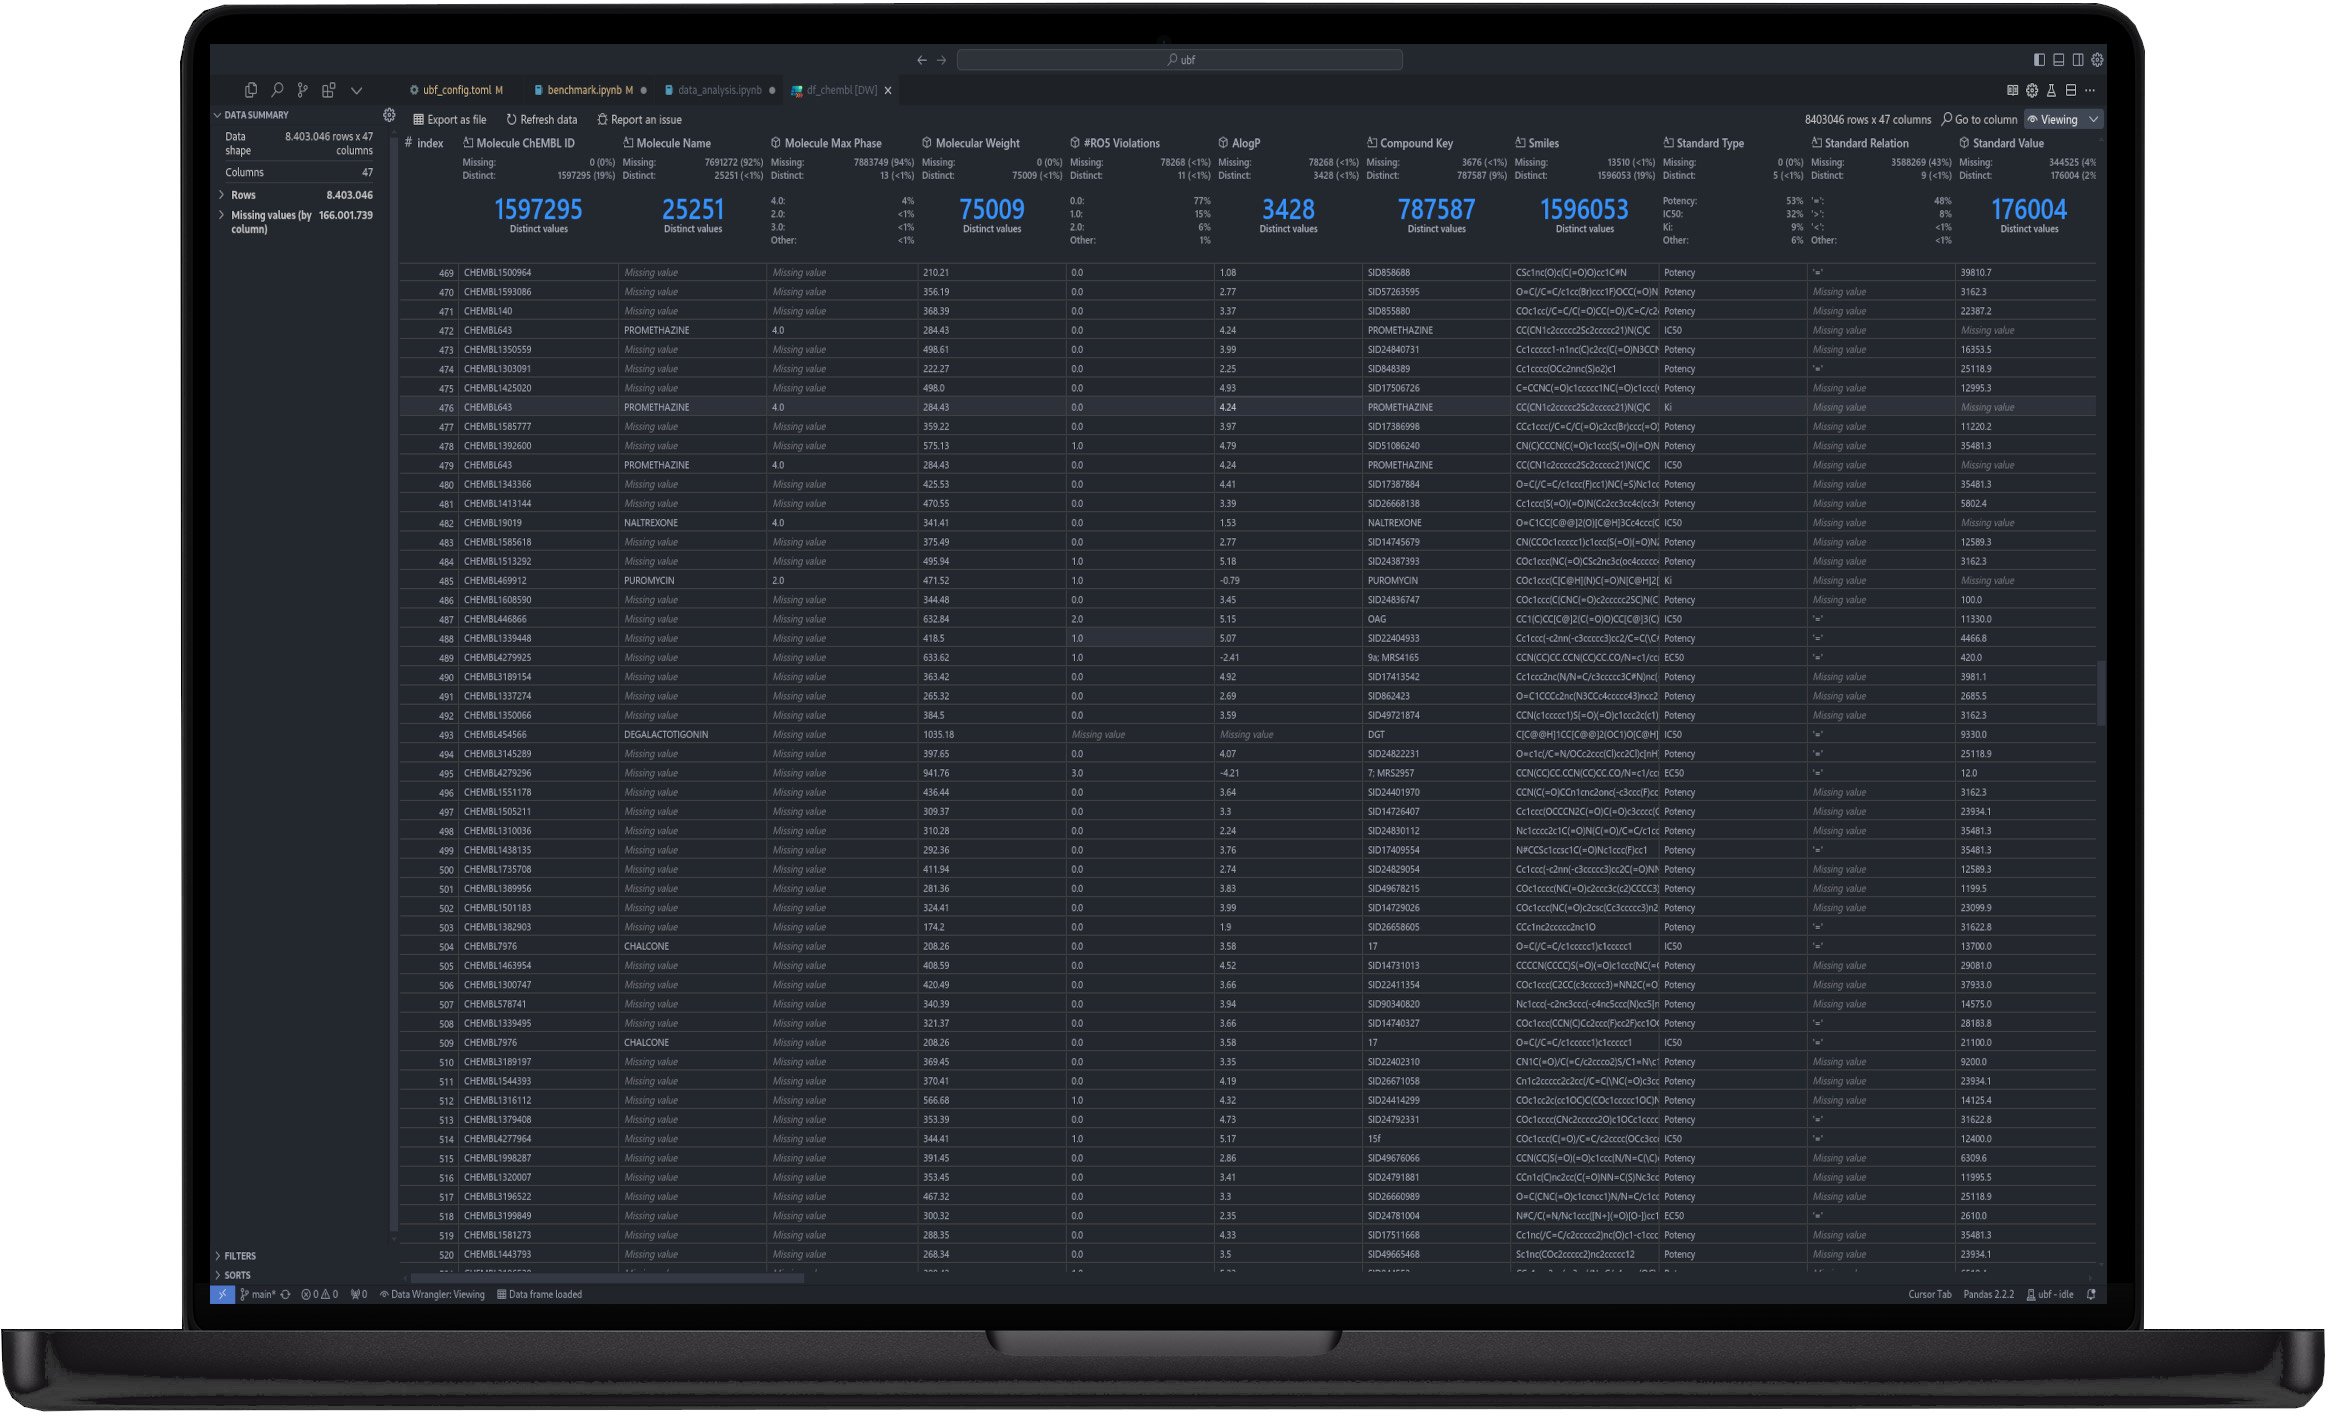 ubf
ubf_config.toml M benchmark.ipynb M data_analysis.ipynb df_chembl [DW]
DATA SUMMARY Export as file Refresh data Report an issue 8403046 rows x 47 columns Go to column Viewing
Data shape 8.403.046 rows x 47 columns
Columns 47
Rows 8.403.046
Missing values (by column) 166.001.739
# index Molecule ChEMBL ID Molecule Name Molecule Max Phase Molecular Weight #RO5 Violations AlogP Compound Key Smiles Standard Type Standard Relation Standard Value
Missing: 0 (0%) Missing: 7691272 (92%) Missing: 7883749 (94%) Missing: 0 (0%) Missing: 78268 (<1%) Missing: 78268 (<1%) Missing: 3676 (<1%) Missing: 13510 (<1%) Missing: 0 (0%) Missing: 3588269 (43%) Missing: 344525 (4%
Distinct: 1597295 (19%) Distinct: 25251 (<1%) Distinct: 13 (<1%) Distinct: 75009 (<1%) Distinct: 11 (<1%) Distinct: 3428 (<1%) Distinct: 787587 (9%) Distinct: 1596053 (19%) Distinct: 5 (<1%) Distinct: 9 (<1%) Distinct: 176004 (2%
1597295 25251 75009 3428 787587 1596053 176004
Distinct values Distinct values Distinct values Distinct values Distinct values Distinct values Distinct values
4.0: 4% 0.0: 77% Potency: 53% '=': 48%
2.0: <1% 1.0: 15% IC50: 32% '>': 8%
3.0: <1% 2.0: 6% Ki: 9% '<': <1%
Other: <1% Other: 1% Other: 6% Other: <1%
469 CHEMBL1500964 Missing value Missing value 210.21 0.0 1.08 SID858688 CSc1nc(O)c(C(=O)O)cc1C#N Potency '=' 39810.7
470 CHEMBL1593086 Missing value Missing value 356.19 0.0 2.77 SID57263595 O=C(/C=C/c1cc(Br)ccc1F)OCC(=O)N Potency Missing value 3162.3
471 CHEMBL140 Missing value Missing value 368.39 0.0 3.37 SID855880 COc1cc(/C=C/C(=O)CC(=O)/C=C/c2 Potency Missing value 22387.2
472 CHEMBL643 PROMETHAZINE 4.0 284.43 0.0 4.24 PROMETHAZINE CC(CN1c2ccccc2Sc2ccccc21)N(C)C IC50 Missing value Missing value
473 CHEMBL1350559 Missing value Missing value 498.61 0.0 3.99 SID24840731 Cc1ccccc1-n1nc(C)c2cc(C(=O)N3CCN Potency Missing value 16353.5
474 CHEMBL1303091 Missing value Missing value 222.27 0.0 2.25 SID848389 Cc1cccc(OCc2nnc(S)o2)c1 Potency '=' 25118.9
475 CHEMBL1425020 Missing value Missing value 498.0 0.0 4.93 SID17506726 C=CCNC(=O)c1ccccc1NC(=O)c1ccc( Potency Missing value 12995.3
476 CHEMBL643 PROMETHAZINE 4.0 284.43 0.0 4.24 PROMETHAZINE CC(CN1c2ccccc2Sc2ccccc21)N(C)C Ki Missing value Missing value
477 CHEMBL1585777 Missing value Missing value 359.22 0.0 3.97 SID17386998 CCc1ccc(/C=C/C(=O)c2cc(Br)ccc(=O) Potency Missing value 11220.2
478 CHEMBL1392600 Missing value Missing value 575.13 1.0 4.79 SID51086240 CN(C)CCCN(C(=O)c1ccc(S(=O)(=O)N Potency Missing value 35481.3
479 CHEMBL643 PROMETHAZINE 4.0 284.43 0.0 4.24 PROMETHAZINE CC(CN1c2ccccc2Sc2ccccc21)N(C)C IC50 Missing value Missing value
480 CHEMBL1343366 Missing value Missing value 425.53 0.0 4.41 SID17387884 O=C(/C=C/c1ccc(F)cc1)NC(=S)Nc1cc Potency Missing value 35481.3
481 CHEMBL1413144 Missing value Missing value 470.55 0.0 3.39 SID26668138 Cc1ccc(S(=O)(=O)N(Cc2cc3cc4c(cc3 Potency Missing value 5802.4
482 CHEMBL19019 NALTREXONE 4.0 341.41 0.0 1.53 NALTREXONE O=C1CC[C@@]2(O)[C@H]3Cc4ccc(C IC50 Missing value Missing value
483 CHEMBL1585618 Missing value Missing value 375.49 0.0 2.77 SID14745679 CN(CCOc1ccccc1)c1ccc(S(=O)(=O)N2 Potency Missing value 12589.3
484 CHEMBL1513292 Missing value Missing value 495.94 1.0 5.18 SID24387393 COc1ccc(NC(=O)CSc2nc3c(oc4ccccc Potency Missing value 3162.3
485 CHEMBL469912 PUROMYCIN 2.0 471.52 1.0 -0.79 PUROMYCIN COc1ccc(C[C@H](N)C(=O)N[C@H]2[ Ki Missing value Missing value
486 CHEMBL1608590 Missing value Missing value 344.48 0.0 3.45 SID24836747 COc1ccc(C(CNC(=O)c2ccccc2SC)N(C Potency Missing value 100.0
487 CHEMBL446866 Missing value Missing value 632.84 2.0 5.15 OAG CC1(C)CC[C@]2(C(=O)O)CC[C@]3(C) IC50 '=' 11330.0
488 CHEMBL1339448 Missing value Missing value 418.5 1.0 5.07 SID22404933 Cc1ccc(-c2nn(-c3ccccc3)cc2/C=C(\C# Potency '=' 4466.8
489 CHEMBL4279925 Missing value Missing value 633.62 1.0 -2.41 9a; MRS4165 CCN(CC)CC.CCN(CC)CC.CO/N=c1/cc EC50 '=' 420.0
490 CHEMBL3189154 Missing value Missing value 363.42 0.0 4.92 SID17413542 Cc1ccc2nc(N/N=C/c3ccccc3C#N)nc( Potency Missing value 3981.1
491 CHEMBL1337274 Missing value Missing value 265.32 0.0 2.69 SID862423 O=C1CCCc2nc(N3CCc4ccccc43)ncc2 Potency Missing value 2685.5
492 CHEMBL1350066 Missing value Missing value 384.5 0.0 3.59 SID49721874 CCN(c1ccccc1)S(=O)(=O)c1ccc2c(c1) Potency Missing value 3162.3
493 CHEMBL454566 DEGALACTOTIGONIN Missing value 1035.18 Missing value Missing value DGT C[C@@H]1CC[C@@]2(OC1)O[C@H] IC50 '=' 9330.0
494 CHEMBL3145289 Missing value Missing value 397.65 0.0 4.07 SID24822231 O=c1c(/C=N/OCc2ccc(Cl)cc2Cl)c[nH Potency '=' 25118.9
495 CHEMBL4279296 Missing value Missing value 941.76 3.0 -4.21 7; MRS2957 CCN(CC)CC.CCN(CC)CC.CO/N=c1/cc EC50 '=' 12.0
496 CHEMBL1551178 Missing value Missing value 436.44 0.0 3.64 SID24401970 CCN(C(=O)CCn1cnc2onc(-c3ccc(F)cc Potency '=' 3162.3
497 CHEMBL1505211 Missing value Missing value 309.37 0.0 3.3 SID14726407 Cc1ccc(OCCCN2C(=O)C(=O)c3cccc(C Potency '=' 23934.1
498 CHEMBL1310036 Missing value Missing value 310.28 0.0 2.24 SID24830112 Nc1cccc2c1C(=O)N(C(=O)/C=C/c1cc Potency Missing value 35481.3
499 CHEMBL1438135 Missing value Missing value 292.36 0.0 3.76 SID17409554 N#CCSc1ccsc1C(=O)Nc1ccc(F)cc1 Potency '=' 35481.3
500 CHEMBL1735708 Missing value Missing value 411.94 0.0 2.74 SID24829054 Cc1ccc(-c2nn(-c3ccccc3)cc2C(=O)NN Potency Missing value 12589.3
501 CHEMBL1389956 Missing value Missing value 281.36 0.0 3.83 SID49678215 COc1cccc(NC(=O)c2ccc3c(c2)CCCC3) Potency Missing value 1199.5
502 CHEMBL1501183 Missing value Missing value 324.41 0.0 3.99 SID14729026 COc1ccc(NC(=O)c2csc(Cc3ccccc3)n2 Potency Missing value 23099.9
503 CHEMBL1382903 Missing value Missing value 174.2 0.0 1.9 SID26658605 CCc1nc2ccccc2nc1O Potency '=' 31622.8
504 CHEMBL7976 CHALCONE Missing value 208.26 0.0 3.58 17 O=C(/C=C/c1ccccc1)c1ccccc1 IC50 '=' 13700.0
505 CHEMBL1463954 Missing value Missing value 408.59 0.0 4.52 SID14731013 CCCCN(CCCC)S(=O)(=O)c1ccc(NC(= Potency Missing value 29081.0
506 CHEMBL1300747 Missing value Missing value 420.49 0.0 3.66 SID22411354 COc1ccc(C2CC(c3ccccc3)=NN2C(=O) Potency Missing value 37933.0
507 CHEMBL578741 Missing value Missing value 340.39 0.0 3.94 SID90340820 Nc1ccc(-c2nc3ccc(-c4nc5ccc(N)cc5[n Potency Missing value 14575.0
508 CHEMBL1339495 Missing value Missing value 321.37 0.0 3.66 SID14740327 COc1ccc(CCN(C)Cc2ccc(F)cc2F)cc1O Potency '=' 28183.8
509 CHEMBL7976 CHALCONE Missing value 208.26 0.0 3.58 17 O=C(/C=C/c1ccccc1)c1ccccc1 IC50 '=' 21100.0
510 CHEMBL3189197 Missing value Missing value 369.45 0.0 3.35 SID22402310 CN1C(=O)/C(=C/c2ccco2)S/C1=N\c1 Potency Missing value 9200.0
511 CHEMBL1544393 Missing value Missing value 370.41 0.0 4.19 SID26671058 Cn1c2ccccc2c2cc(/C=C(\NC(=O)c3cc Potency Missing value 23934.1
512 CHEMBL1316112 Missing value Missing value 566.68 1.0 4.32 SID24414299 COc1cc2c(cc1OC)C(COc1ccccc1OC)N Potency Missing value 14125.4
513 CHEMBL1379408 Missing value Missing value 353.39 0.0 4.73 SID24792331 COc1cccc(CNc2ccccc2O)c1OCc1cccc Potency '=' 31622.8
514 CHEMBL4277964 Missing value Missing value 344.41 1.0 5.17 15f COc1ccc(C(=O)/C=C/c2cccc(OCc3cc IC50 '=' 12400.0
515 CHEMBL1998287 Missing value Missing value 391.45 0.0 2.86 SID49676066 CCN(CC)S(=O)(=O)c1ccc(N/N=C(\C) Potency Missing value 6309.6
516 CHEMBL1320007 Missing value Missing value 353.45 0.0 3.41 SID24791881 CCn1c(C)nc2cc(C(=O)NN=C(S)Nc3cc Potency Missing value 11995.5
517 CHEMBL3196522 Missing value Missing value 467.32 0.0 3.3 SID26660989 O=C(CNC(=O)c1ccncc1)N/N=C/c1cc Potency Missing value 25118.9
518 CHEMBL3199849 Missing value Missing value 300.32 0.0 2.35 SID24781004 N#C/C(=N/Nc1ccc([N+](=O)[O-])cc1 EC50 '=' 2610.0
519 CHEMBL1581273 Missing value Missing value 288.35 0.0 4.33 SID17511668 Cc1nc(/C=C/c2ccccc2)nc(O)c1-c1ccc Potency Missing value 35481.3
520 CHEMBL1443793 Missing value Missing value 268.34 0.0 3.5 SID49665468 Sc1nc(COc2ccccc2)nc2ccccc12 Potency Missing value 23934.1
FILTERS
SORTS
main* 0 0 0 Data Wrangler: Viewing Data frame loaded Cursor Tab Pandas 2.2.2 ubf - idle